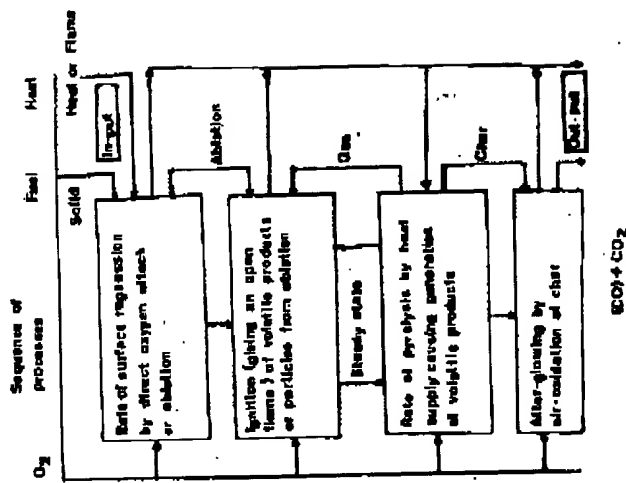 Sequence of
processes
Fuel
Heat
O2
Solid
Heat or Flame
In-put
Rate of surface regression
by direct oxygen attack
or ablation
Ablation
Ignition (giving an open
flame) of volatile products
or particles from ablation
Gas
Steady state
Rate of pyrolysis by heat
supply causing generation
of volatile products
Char
After-glowing by
air-oxidation of char
Out-put
(CO)+CO2